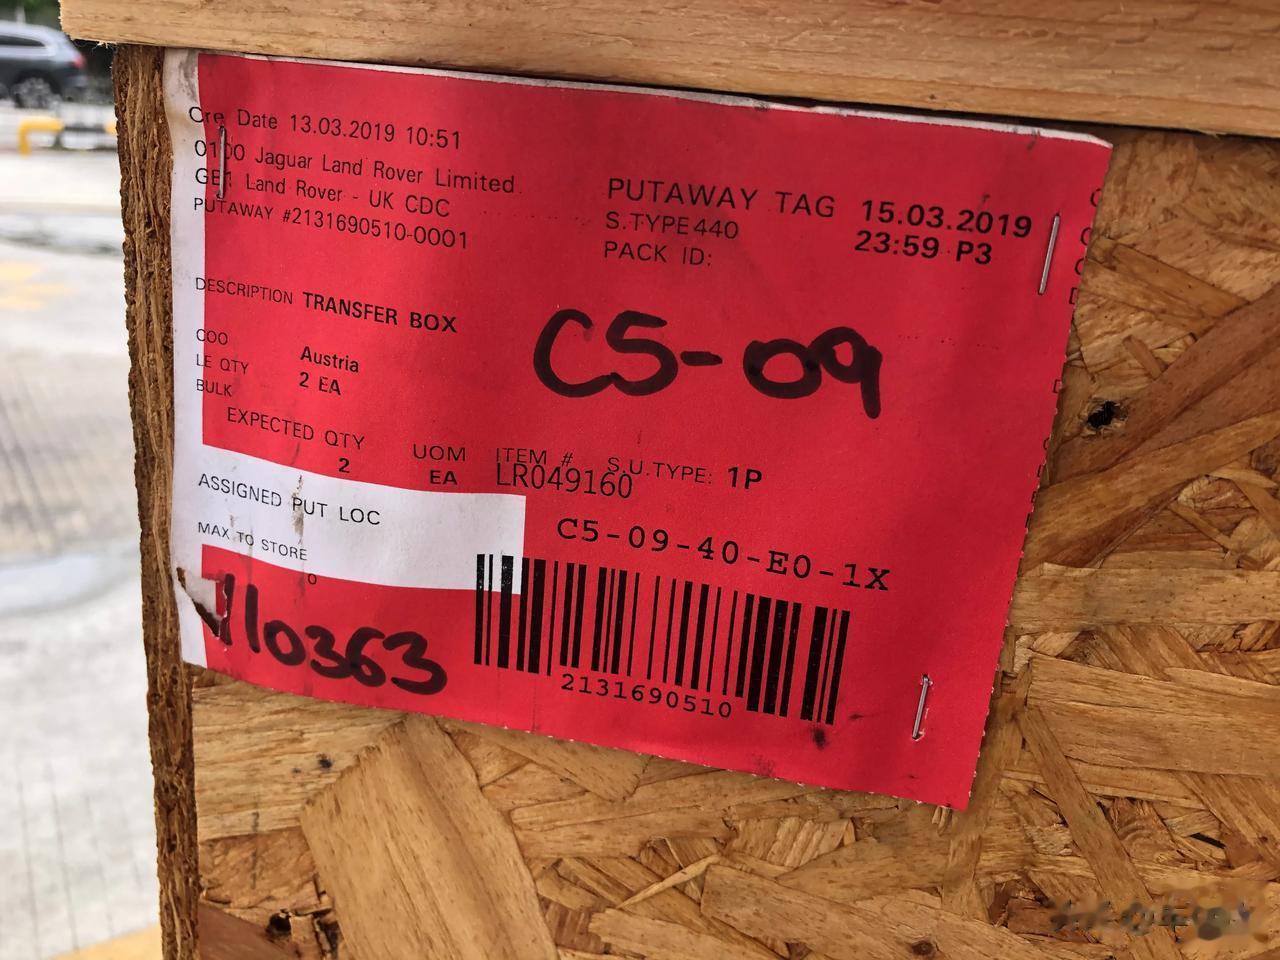 Cre Date 13.03.2019 10:51
0100 Jaguar Land Rover Limited
GB1 Land Rover - UK CDC
PUTAWAY #2131690510-0001
PUTAWAY TAG 15.03.2019
S.TYPE 440 23:59 P3
PACK ID:
DESCRIPTION TRANSFER BOX
C5-09
COO Austria
LE QTY 2 EA
BULK
EXPECTED QTY UOM ITEM # S.U.TYPE: 1P
2 EA LR049160
ASSIGNED PUT LOC
C5-09-40-E0-1X
MAX TO STORE
0
110363
2131690510